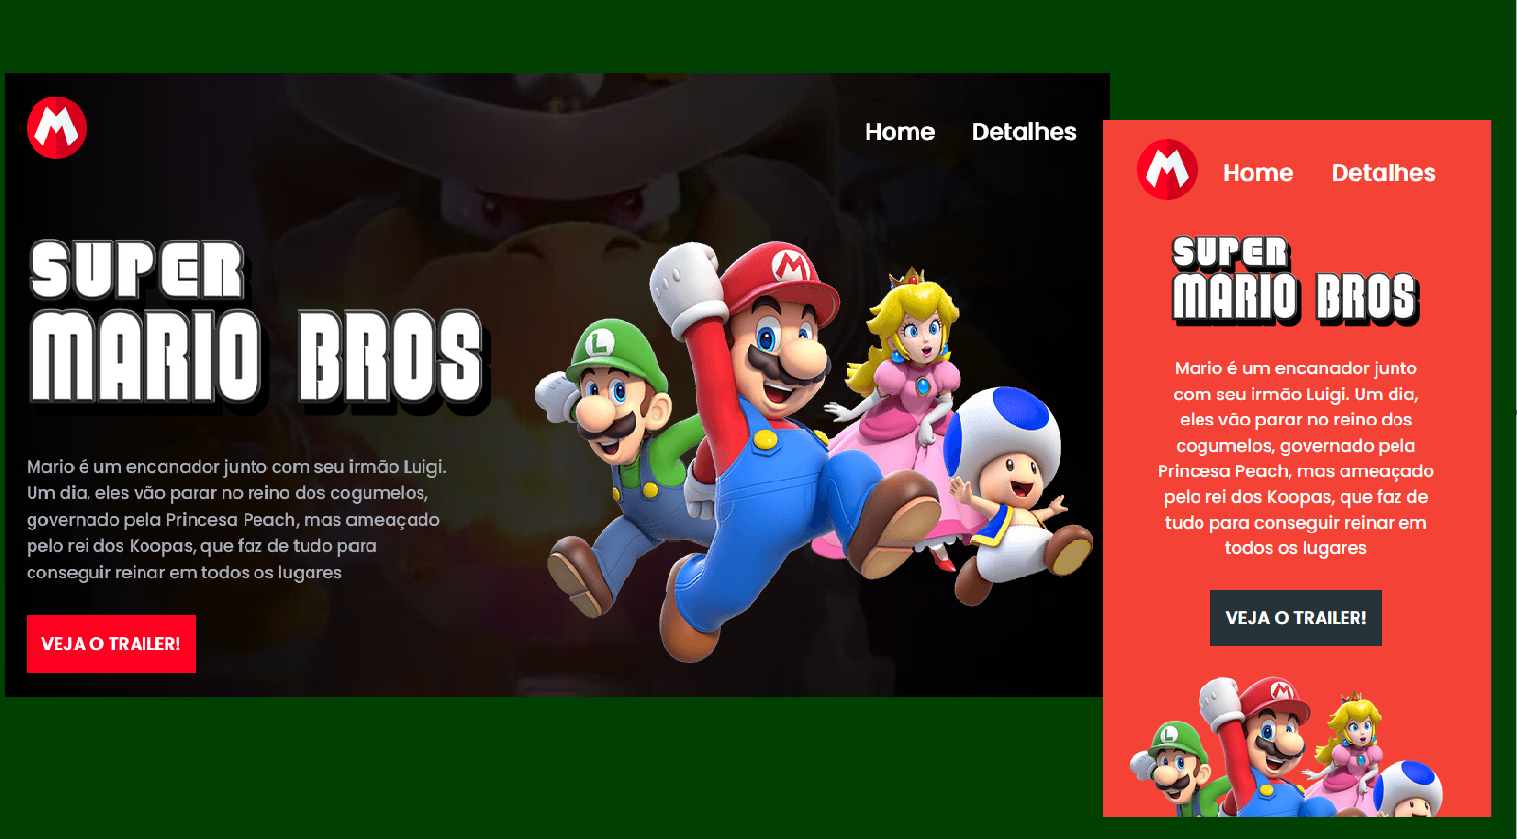 M
Home Detalhes
SUPER
MARIO BROS
L
M
Mario é um encanador junto com seu irmão Luigi.
Um dia, eles vão parar no reino dos cogumelos,
governado pela Princesa Peach, mas ameaçado
pelo rei dos Koopas, que faz de tudo para
conseguir reinar em todos os lugares
VEJA O TRAILER!
M
Home Detalhes
SUPER
MARIO BROS
Mario é um encanador junto
com seu irmão Luigi. Um dia,
eles vão parar no reino dos
cogumelos, governado pela
Princesa Peach, mas ameaçado
pelo rei dos Koopas, que faz de
tudo para conseguir reinar em
todos os lugares
VEJA O TRAILER!
L
M